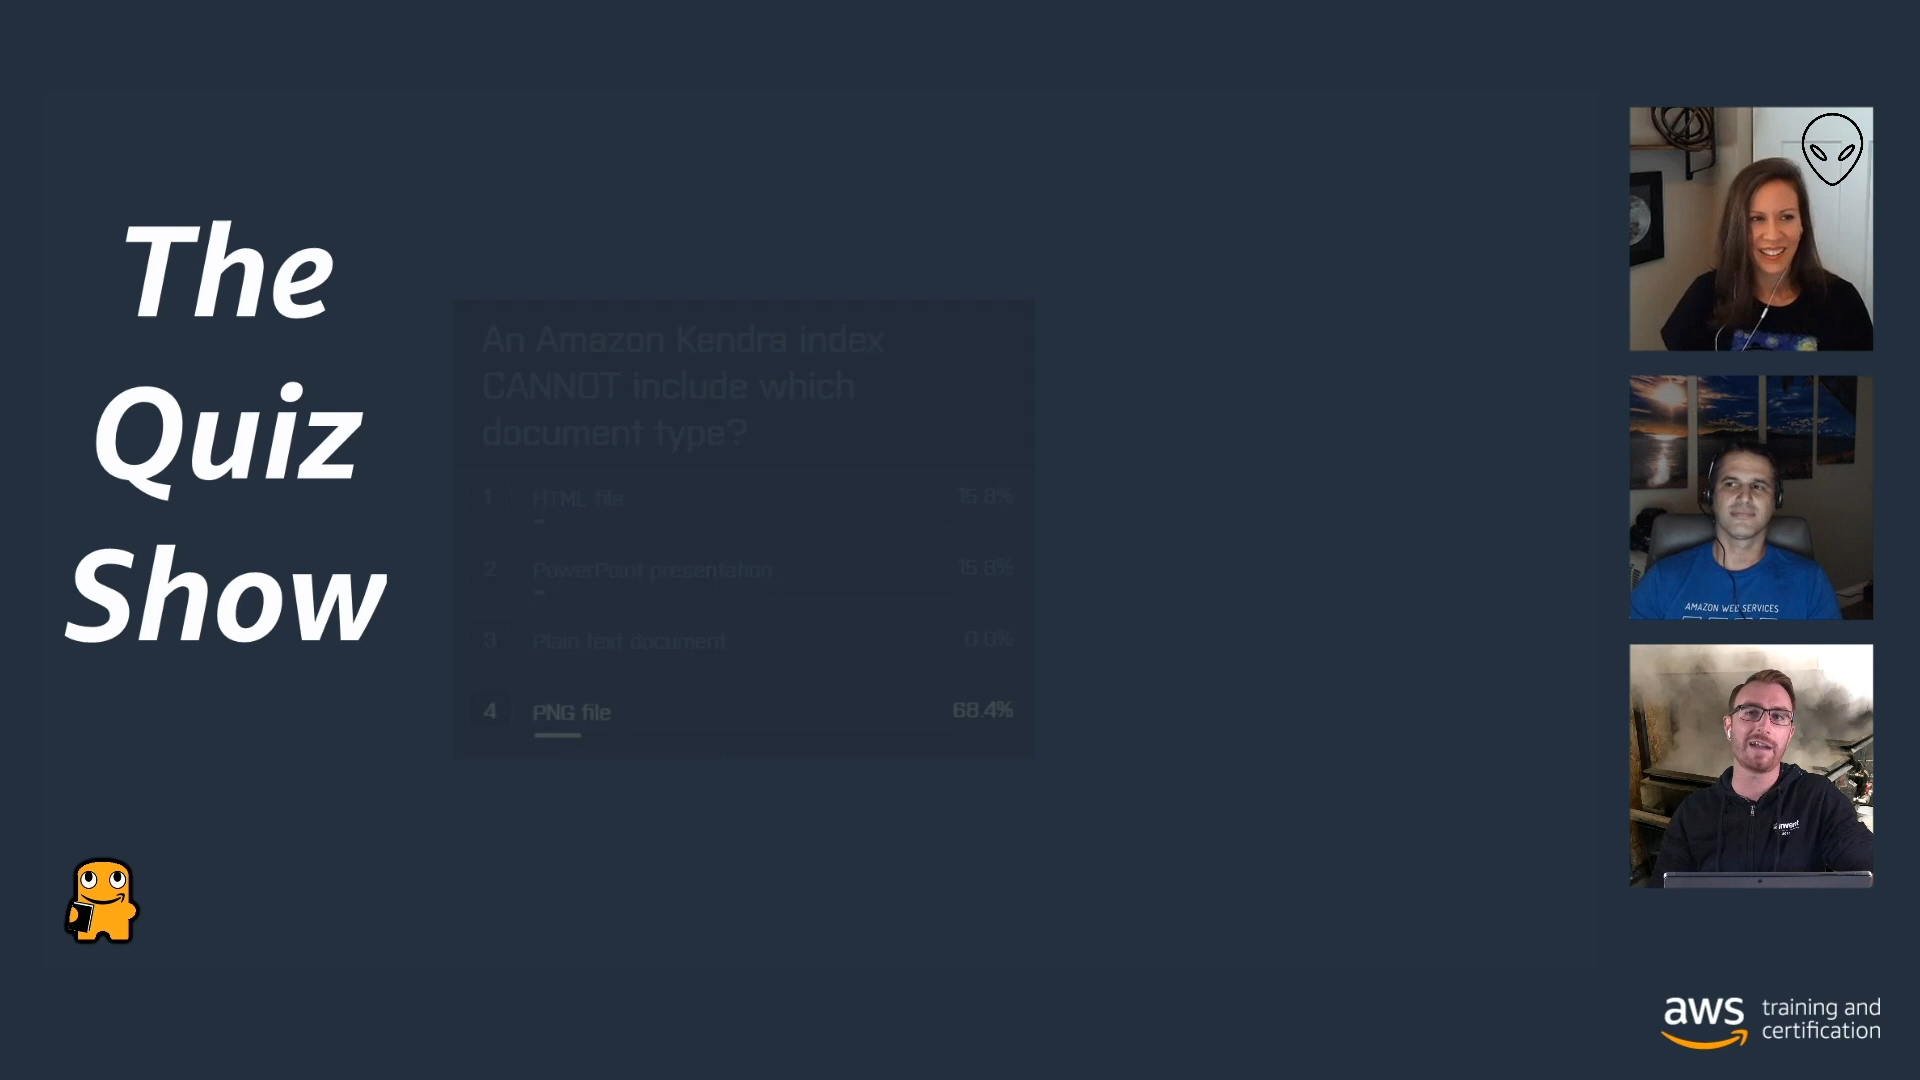 The
Quiz
Show
An Amazon Kendra index
CANNOT include which
document type?
1 HTML file 15.8%
2 PowerPoint presentation 15.8%
3 Plain text document 0.0%
4 PNG file 68.4%
AMAZON WEB SERVICES
aws training and
certification